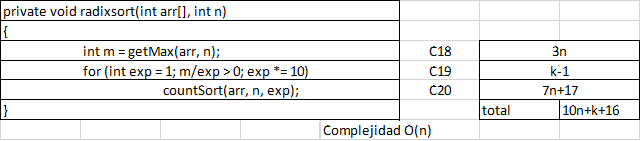 private void radixsort(int arr[], int n)
{
int m = getMax(arr, n); C18 3n
for (int exp = 1; m/exp > 0; exp *= 10) C19 k-1
countSort(arr, n, exp); C20 7n+17
} total 10n+k+16
Complejidad O(n)